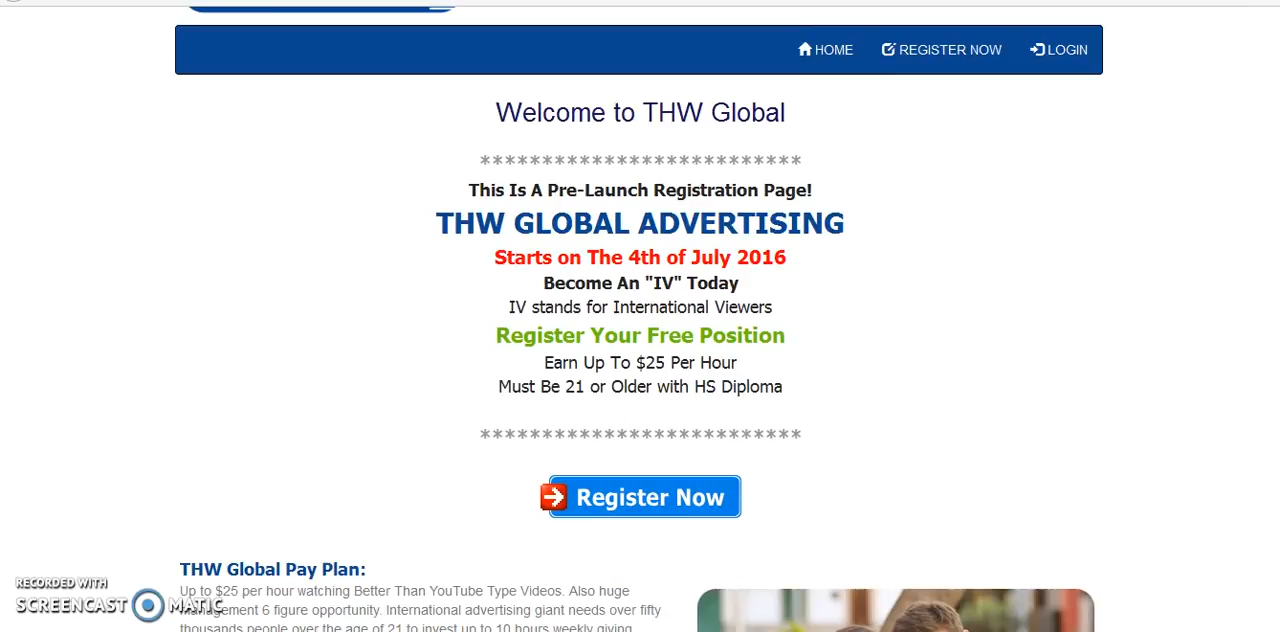 HOME REGISTER NOW LOGIN
Welcome to THW Global
**************************
This Is A Pre-Launch Registration Page!
THW GLOBAL ADVERTISING
Starts on The 4th of July 2016
Become An "IV" Today
IV stands for International Viewers
Register Your Free Position
Earn Up To $25 Per Hour
Must Be 21 or Older with HS Diploma
**************************
Register Now
THW Global Pay Plan:
Up to $25 per hour watching Better Than YouTube Type Videos. Also huge
management 6 figure opportunity. International advertising giant needs over fifty
thousands people over the age of 21 to invest up to 10 hours weekly giving
RECORDED WITH
SCREENCAST MATIC